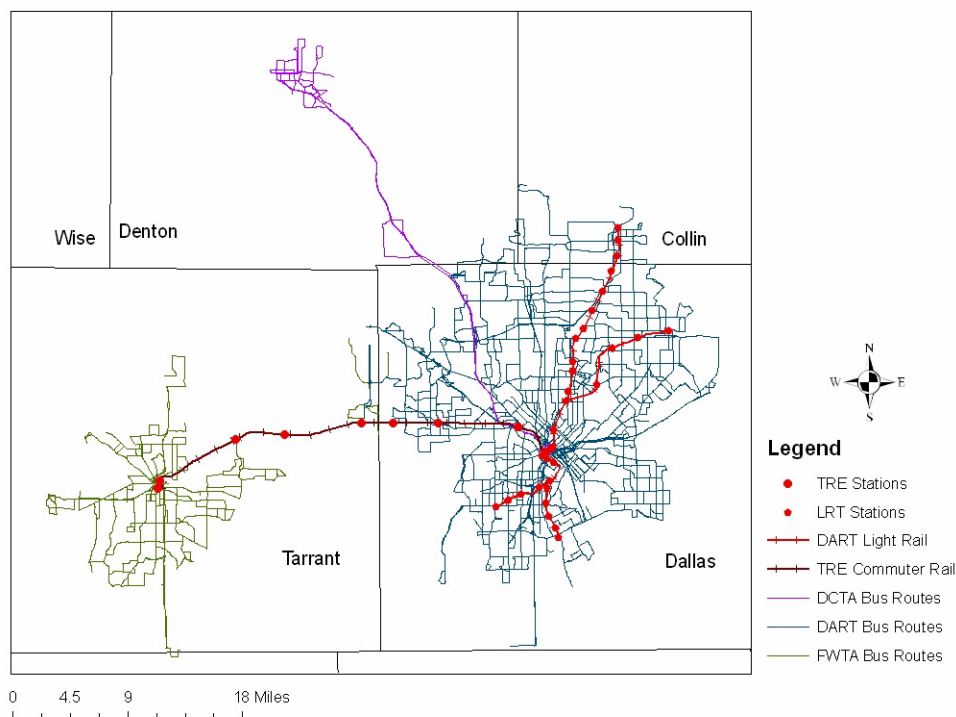 Wise
Denton
Collin
Tarrant
Dallas
N
W E
S
Legend
TRE Stations
LRT Stations
DART Light Rail
TRE Commuter Rail
DCTA Bus Routes
DART Bus Routes
FWTA Bus Routes
0 4.5 9 18 Miles